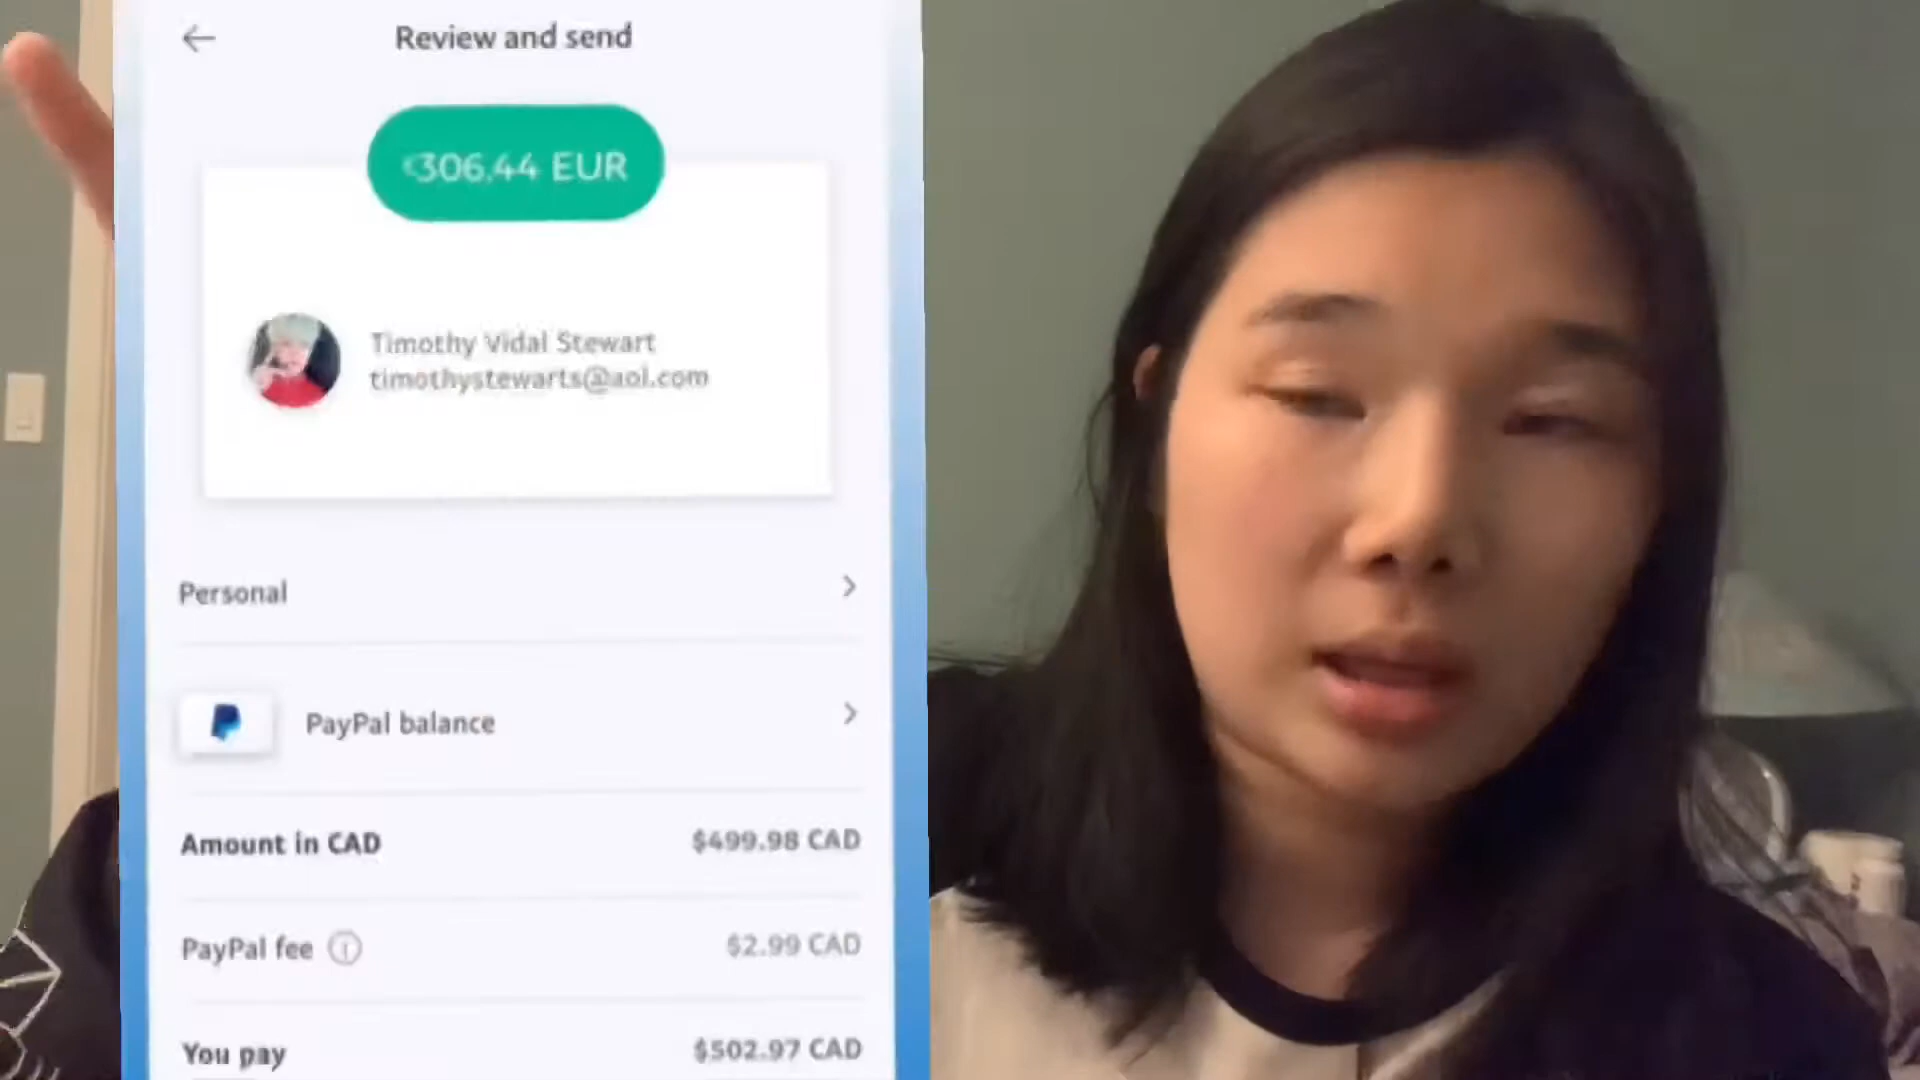 Review and send
€306.44 EUR
Timothy Vidal Stewart
timothystewarts@aol.com
Personal
PayPal balance
Amount in CAD $499.98 CAD
PayPal fee $2.99 CAD
You pay $502.97 CAD